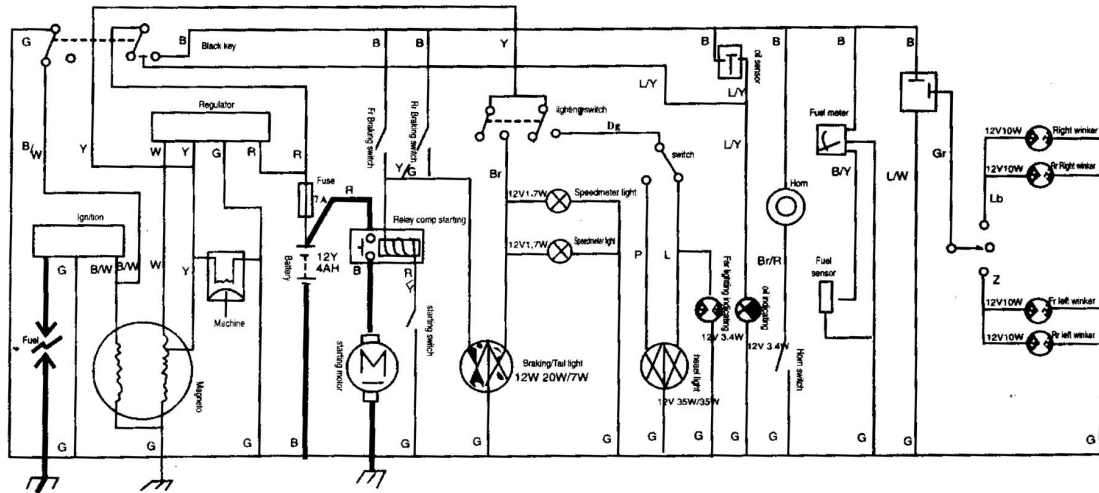 G
B
Black key
Y
B
B
B
B
B
B
oil sensor
L/Y
L/Y
Regulator
W
Y
G
R
Y
B/W
R
Fuse
7A
Fr Braking switch
Rr Braking switch
Y/G
lighting switch
Dg
switch
L/Y
Fuel meter
B/Y
L/W
Gr
12V10W
Right winker
12V10W
Rr Right winker
Lb
Br
12V1.7W
Speedmeter light
12V1,7W
Speedmeter light
Horn
Ignition
G
B/W
B/W
W
Y
Machine
12Y
4AH
Battery
R
Relay comp starting
B
R/Y
starting switch
P
L
Far lighting indicating
oil indicating
12V 3.4W
12V 3.4W
Br/R
Horn switch
Fuel sensor
Z
12V10W
Fr left winker
12V10W
Rr left winker
Fuel
Magneto
starting motor
M
Braking/Tail light
12W 20W/7W
12V 35W/35W
G
G
G
G
B
G
G
G
G
G
G
G
G
G
G